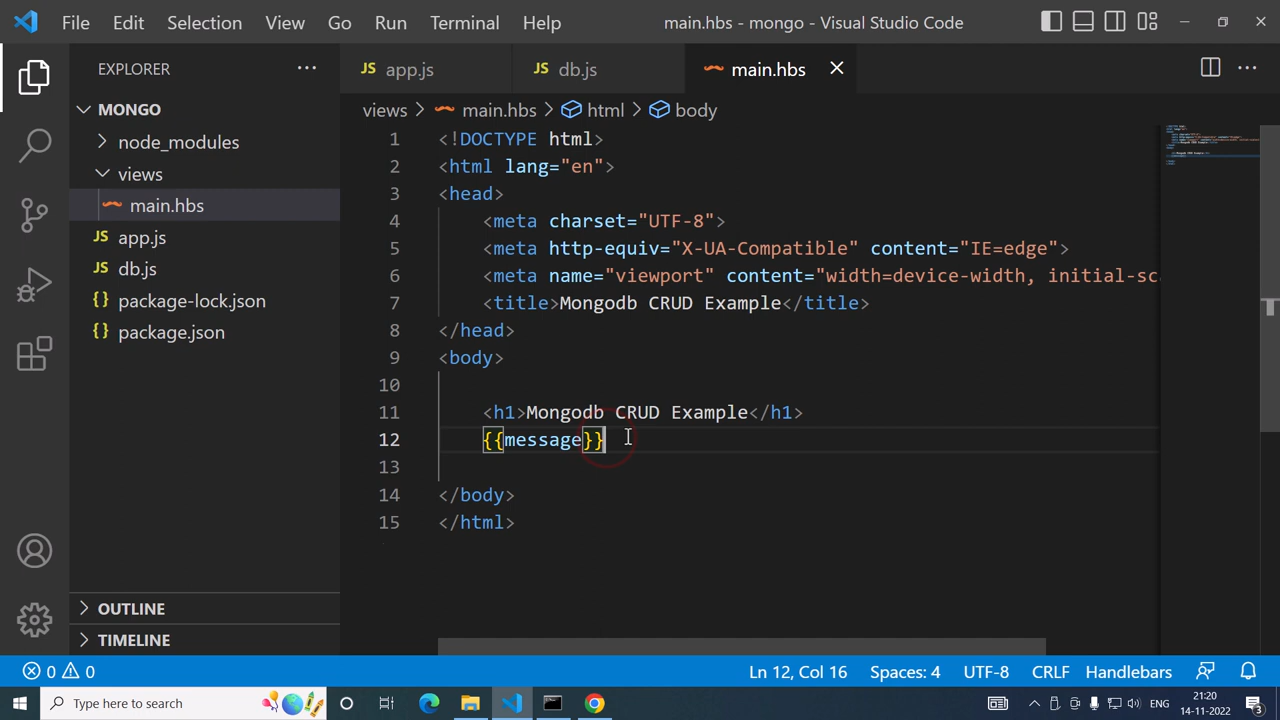 File Edit Selection View Go Run Terminal Help main.hbs - mongo - Visual Studio Code
EXPLORER
MONGO
node_modules
views
main.hbs
JS app.js
JS db.js
{} package-lock.json
{} package.json
OUTLINE
TIMELINE
JS app.js JS db.js main.hbs
views > main.hbs > html > body
1 <!DOCTYPE html>
2 <html lang="en">
3 <head>
4 <meta charset="UTF-8">
5 <meta http-equiv="X-UA-Compatible" content="IE=edge">
6 <meta name="viewport" content="width=device-width, initial-sca
7 <title>Mongodb CRUD Example</title>
8 </head>
9 <body>
10
11 <h1>Mongodb CRUD Example</h1>
12 {{message}}
13
14 </body>
15 </html>
0 0 Ln 12, Col 16 Spaces: 4 UTF-8 CRLF Handlebars
Type here to search ENG 21:20
14-11-2022 3